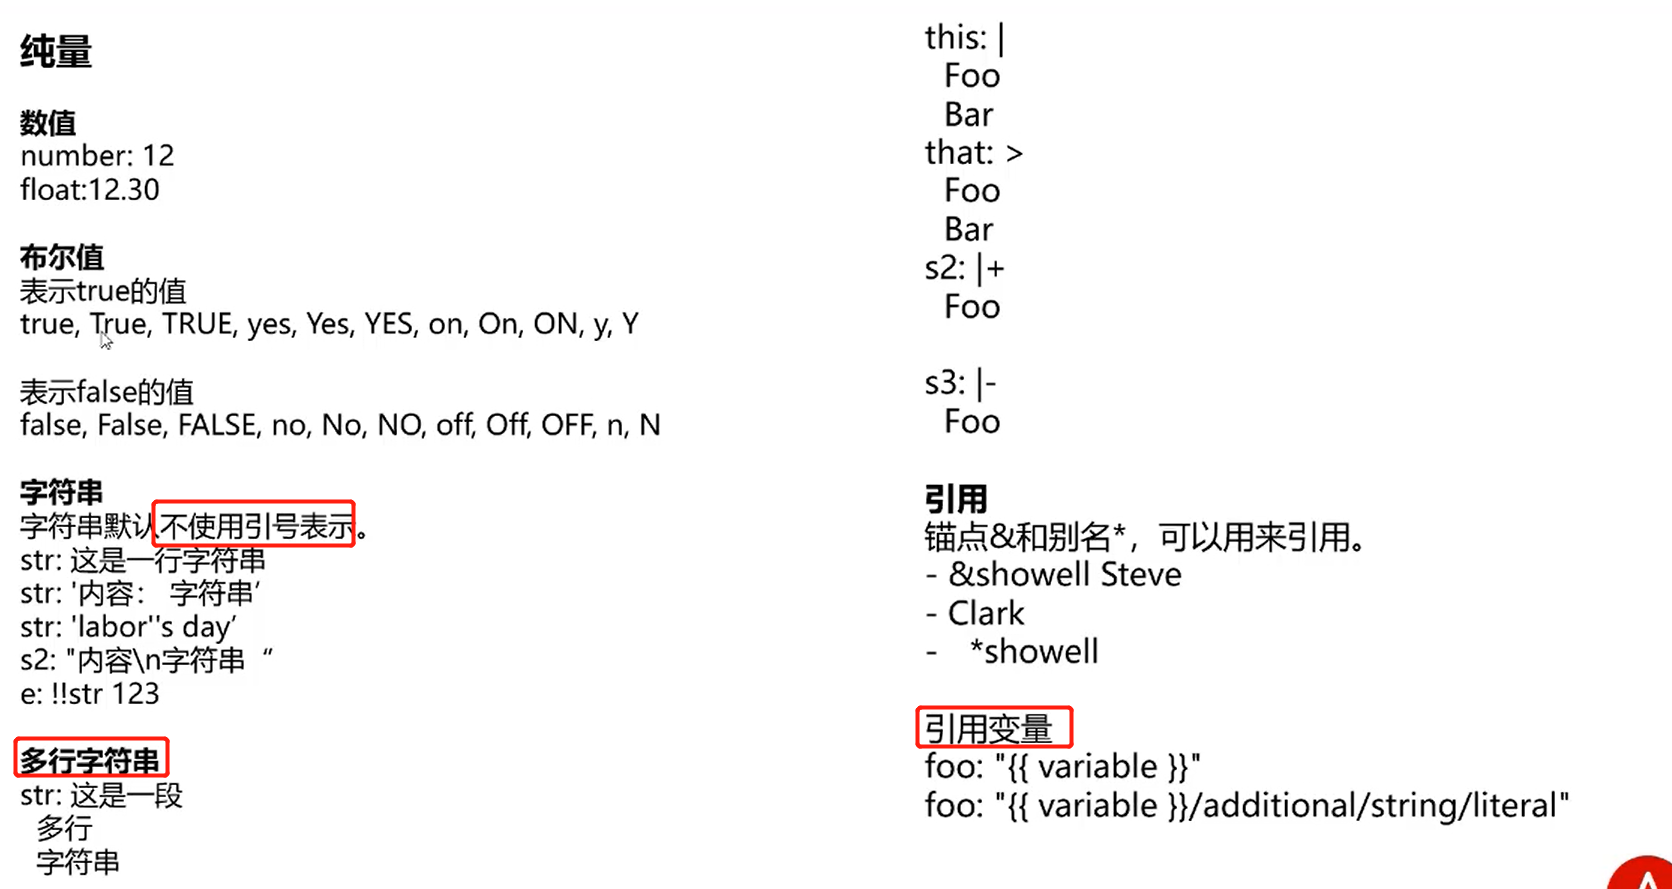 纯量
数值
number: 12
float:12.30
布尔值
表示true的值
true, True, TRUE, yes, Yes, YES, on, On, ON, y, Y
表示false的值
false, False, FALSE, no, No, NO, off, Off, OFF, n, N
字符串
字符串默认不使用引号表示。
str: 这是一行字符串
str: '内容： 字符串’
str: 'labor''s day’
s2: "内容\n字符串 “
e: !!str 123
多行字符串
str: 这是一段
多行
字符串
this: |
Foo
Bar
that: >
Foo
Bar
s2: |+
Foo
s3: |-
Foo
引用
锚点&和别名*，可以用来引用。
- &showell Steve
- Clark
- *showell
引用变量
foo: "{{ variable }}"
foo: "{{ variable }}/additional/string/literal"